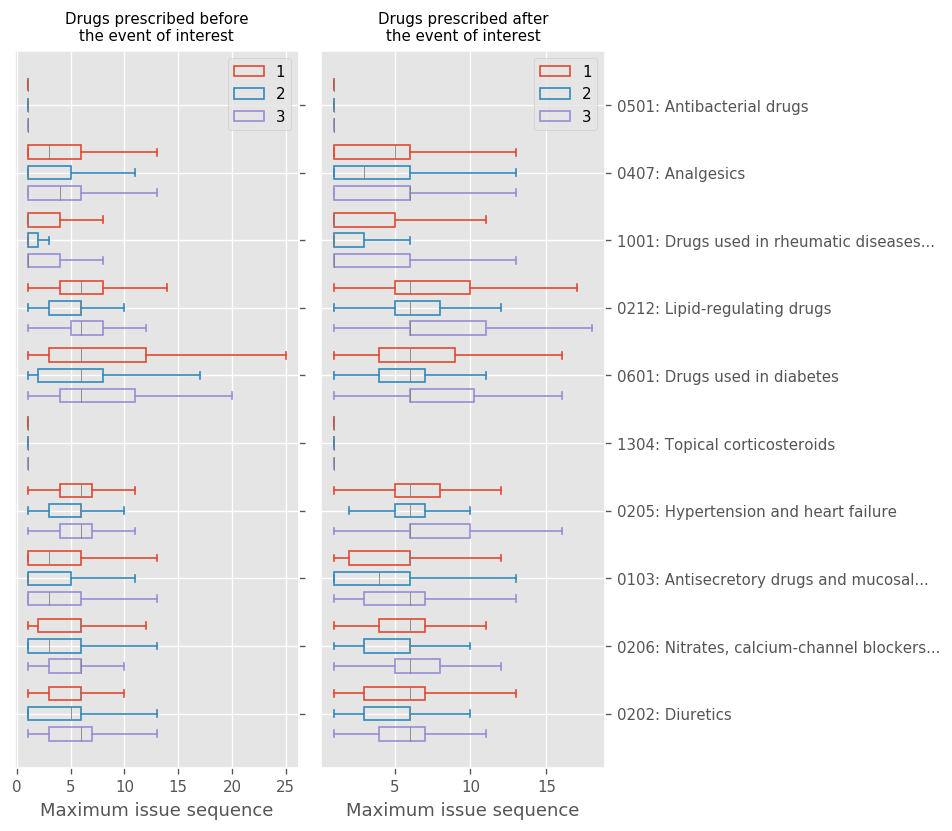 Drugs prescribed before
the event of interest
Drugs prescribed after
the event of interest
1
2
3
1
2
3
0501: Antibacterial drugs
0407: Analgesics
1001: Drugs used in rheumatic diseases...
0212: Lipid-regulating drugs
0601: Drugs used in diabetes
1304: Topical corticosteroids
0205: Hypertension and heart failure
0103: Antisecretory drugs and mucosal...
0206: Nitrates, calcium-channel blockers...
0202: Diuretics
0 5 10 15 20 25
5 10 15
Maximum issue sequence
Maximum issue sequence